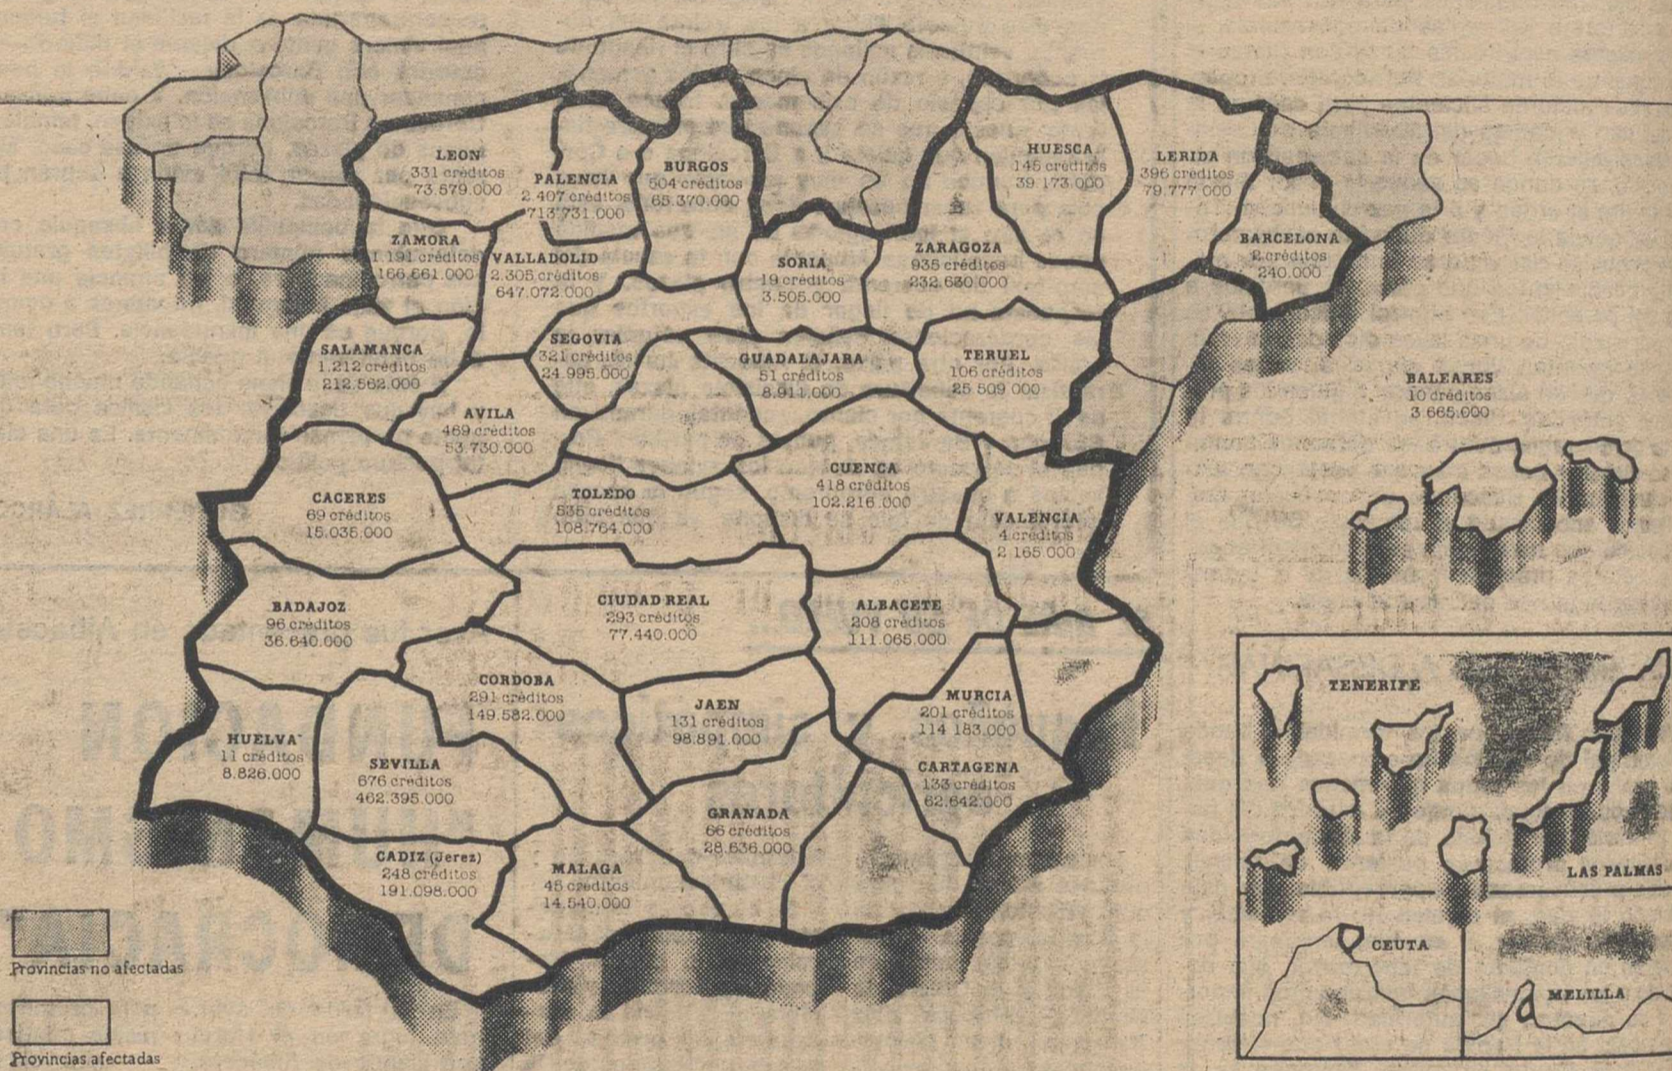 LEON
331 créditos
73.579.000
PALENCIA
2.407 créditos
713.731.000
BURGOS
504 créditos
65.370.000
HUESCA
145 créditos
39 173.000
LERIDA
396 créditos
79.777 000
BARCELONA
2 créditos
240.000
ZAMORA
1.191 créditos
166.661.000
VALLADOLID
2.305 créditos
647.072.000
SORIA
19 créditos
3.505.000
ZARAGOZA
935 créditos
232.630 000
SALAMANCA
1.212 créditos
212.562.000
SEGOVIA
321 créditos
24.995.000
GUADALAJARA
51 créditos
8.911.000
TERUEL
106 créditos
25 509 000
BALEARES
10 créditos
3.665.000
AVILA
469 créditos
53.730.000
CACERES
69 créditos
15.035.000
TOLEDO
535 créditos
108.764.000
CUENCA
418 créditos
102.216.000
VALENCIA
4 créditos
2 165.000
BADAJOZ
96 créditos
36.640.000
CIUDAD REAL
293 créditos
77.440.000
ALBACETE
208 créditos
111.065.000
CORDOBA
291 créditos
149.582.000
JAEN
131 créditos
98.891.000
MURCIA
201 créditos
114 183.000
HUELVA
11 créditos
8.826.000
SEVILLA
676 créditos
462.395.000
CARTAGENA
133 créditos
62.642.000
GRANADA
66 créditos
28.636.000
CADIZ (Jerez)
248 créditos
191.098.000
MALAGA
45 créditos
14.540.000
TENERIFE
LAS PALMAS
CEUTA
MELILLA
Provincias no afectadas
Provincias afectadas